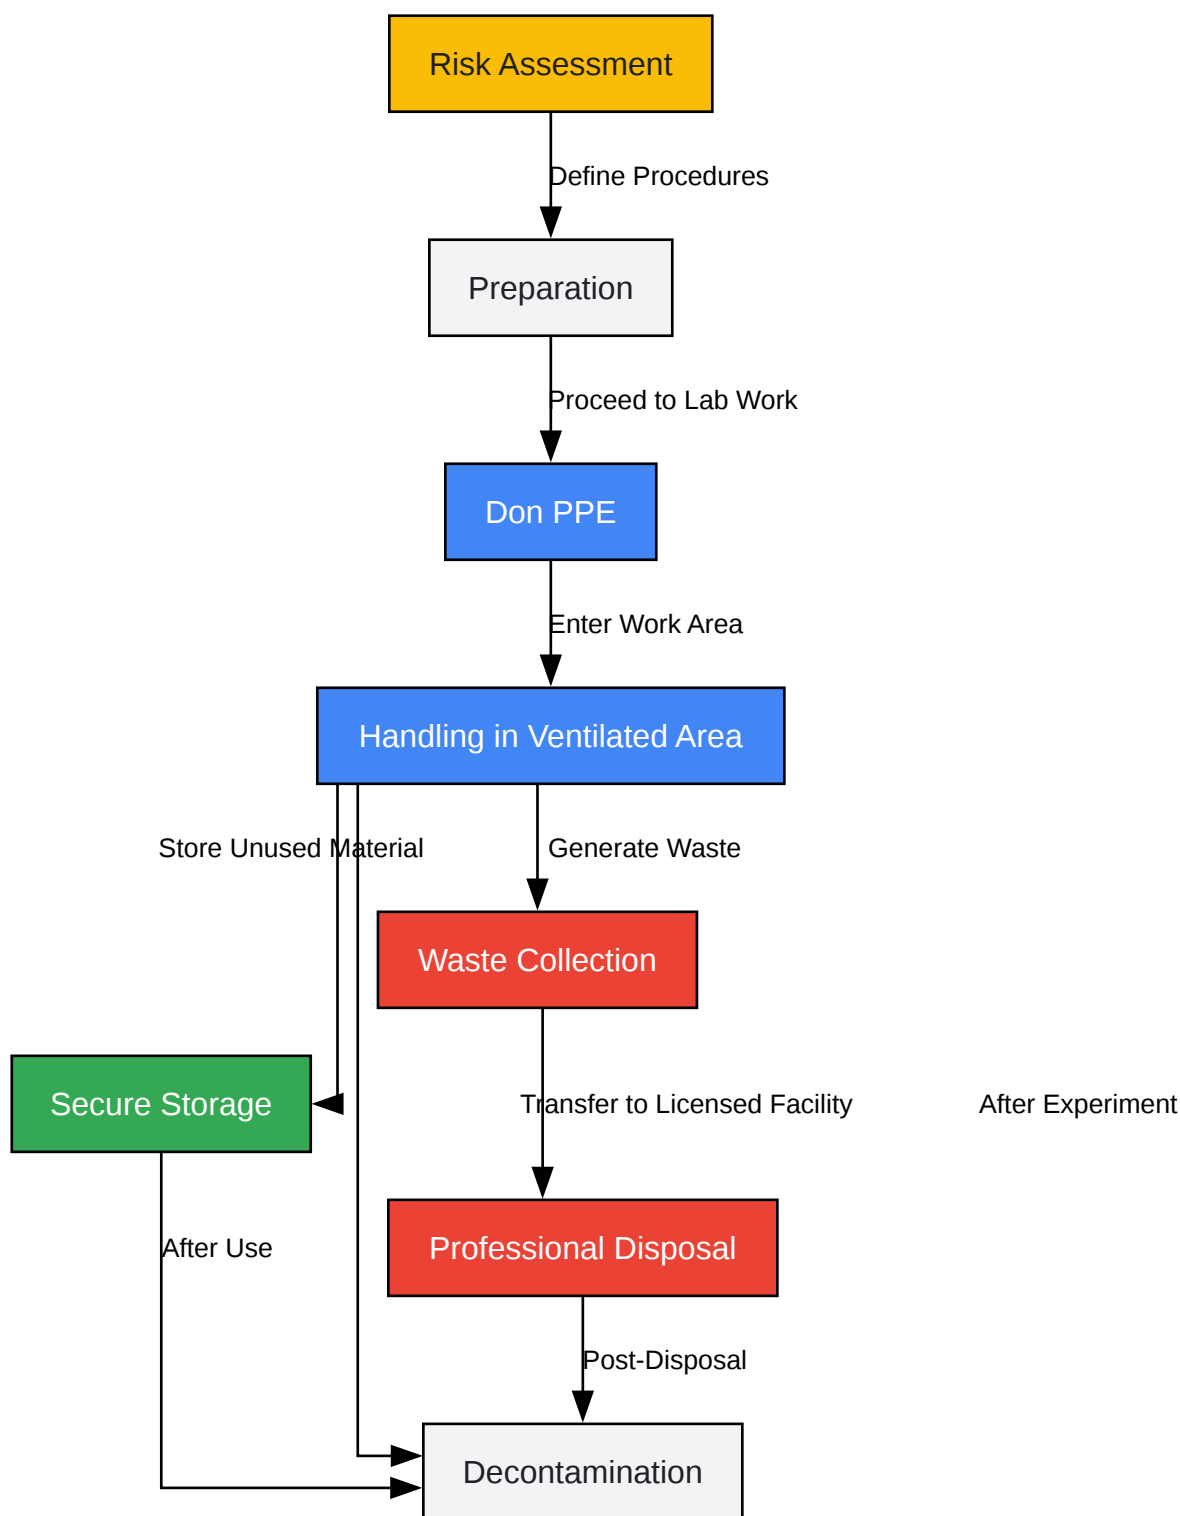 Risk Assessment
Define Procedures
Preparation
Proceed to Lab Work
Don PPE
Enter Work Area
Handling in Ventilated Area
Store Unused Material
Generate Waste
Waste Collection
Secure Storage
Transfer to Licensed Facility
After Experiment
After Use
Professional Disposal
Post-Disposal
Decontamination